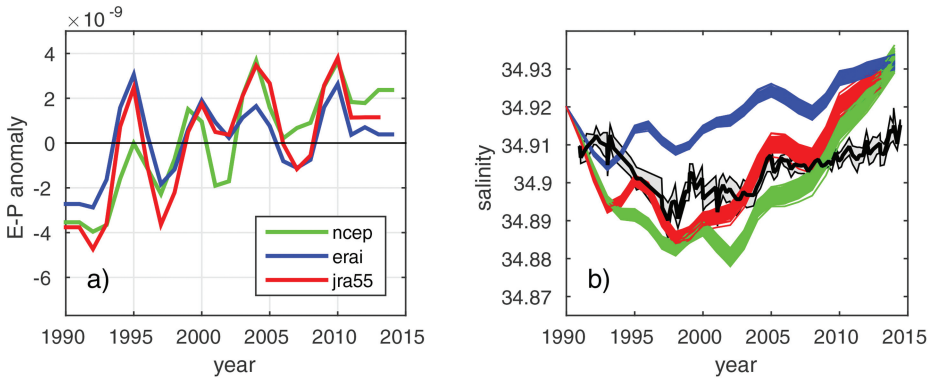 × 10 -9
4
2
0
-2
-4
-6
E-P anomaly
a)
ncep
erai
jra55
1990 1995 2000 2005 2010 2015
year
34.93
34.92
34.91
34.9
34.89
34.88
34.87
salinity
b)
1990 1995 2000 2005 2010 2015
year